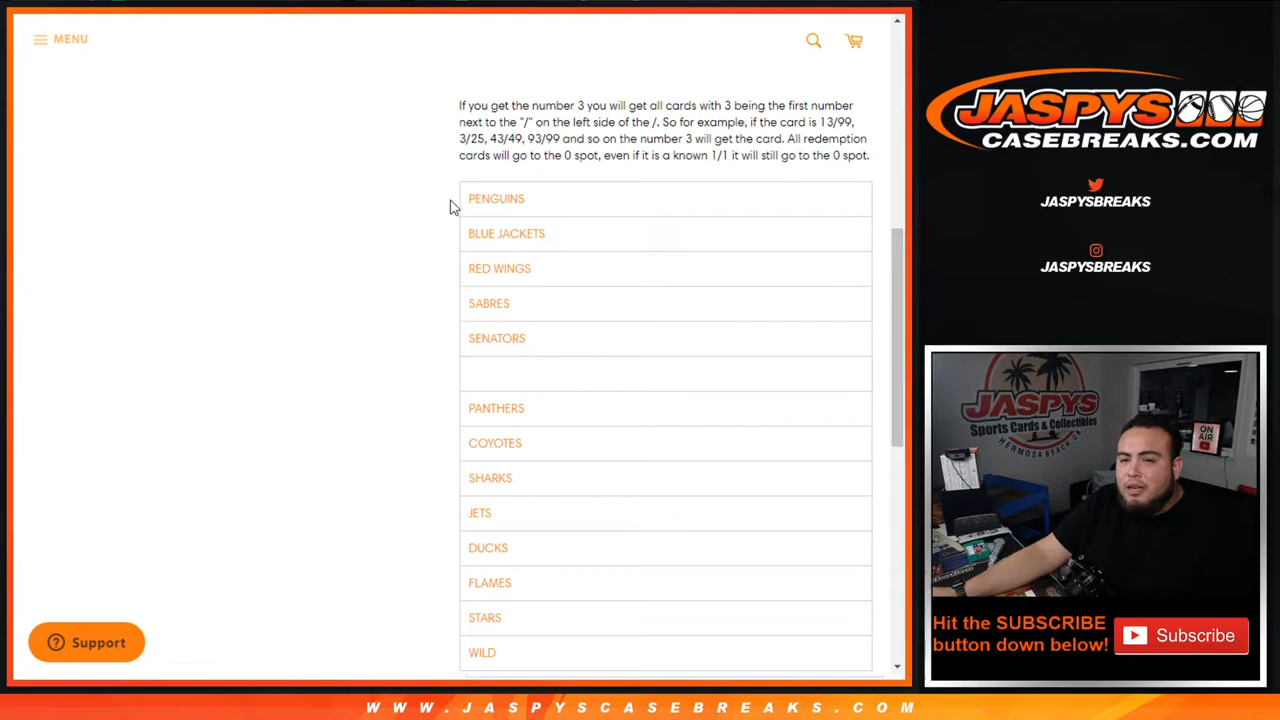 MENU
If you get the number 3 you will get all cards with 3 being the first number
next to the "/" on the left side of the /. So for example, if the card is 13/99,
3/25, 43/49, 93/99 and so on the number 3 will get the card. All redemption
cards will go to the 0 spot, even if it is a known 1/1 it will still go to the 0 spot.
PENGUINS
BLUE JACKETS
RED WINGS
SABRES
SENATORS
PANTHERS
COYOTES
SHARKS
JETS
DUCKS
FLAMES
STARS
WILD
Support
JASPYS
CASEBREAKS.COM
JASPYSBREAKS
JASPYSBREAKS
JASPYS
Sports Cards & Collectibles
HERMOSA BEACH, CA
ON
AIR
Hit the SUBSCRIBE
button down below!
Subscribe
WWW.JASPYSCASEBREAKS.COM